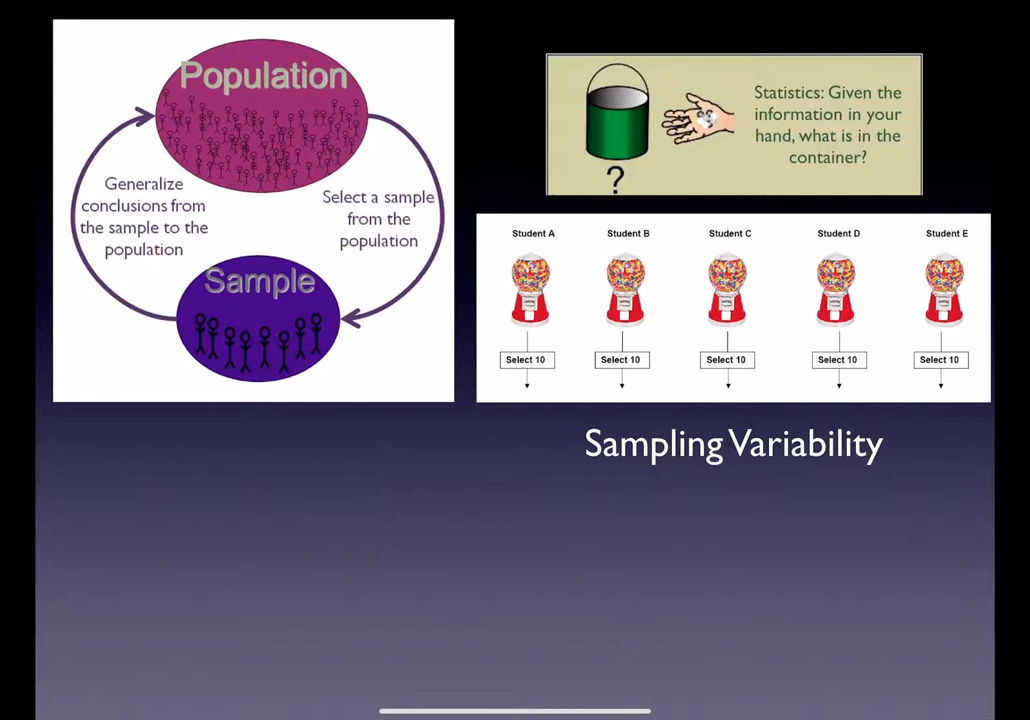 Population
Generalize
conclusions from
the sample to the
population
Select a sample
from the
population
Sample
Statistics: Given the
information in your
hand, what is in the
container?
?
Student A
Student B
Student C
Student D
Student E
Select 10
Select 10
Select 10
Select 10
Select 10
Sampling Variability